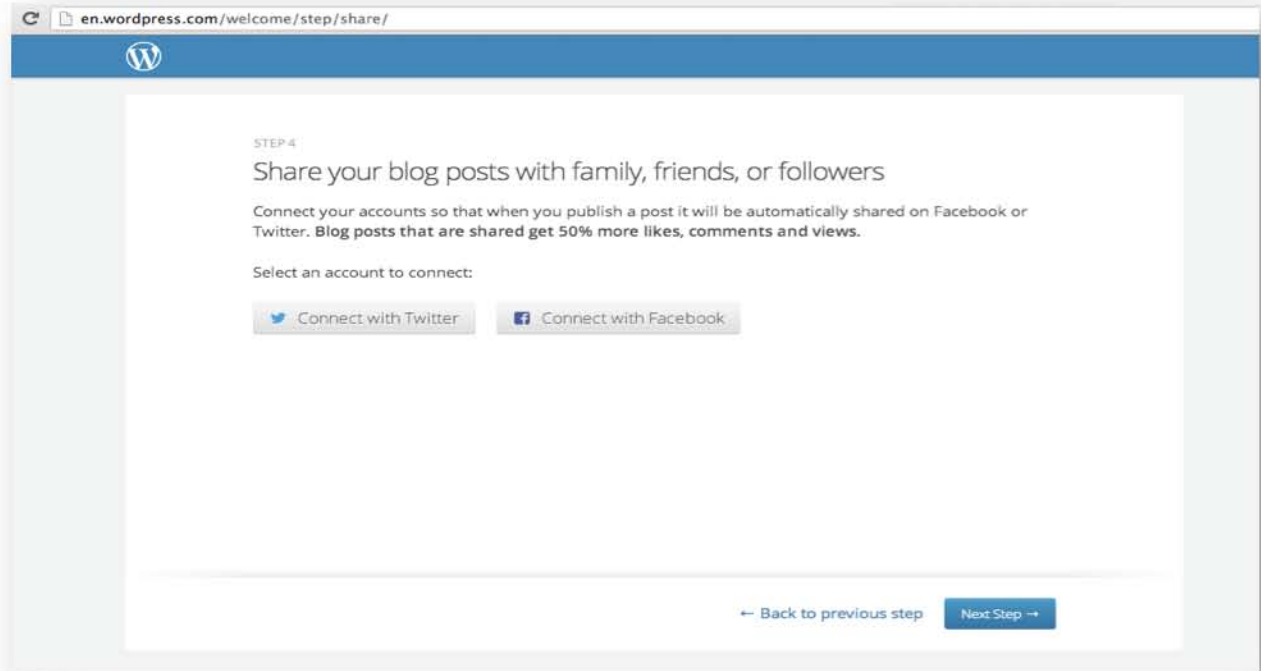 en.wordpress.com/welcome/step/share/
STEP 4
Share your blog posts with family, friends, or followers
Connect your accounts so that when you publish a post it will be automatically shared on Facebook or
Twitter. Blog posts that are shared get 50% more likes, comments and views.
Select an account to connect:
Connect with Twitter
Connect with Facebook
← Back to previous step
Next Step →